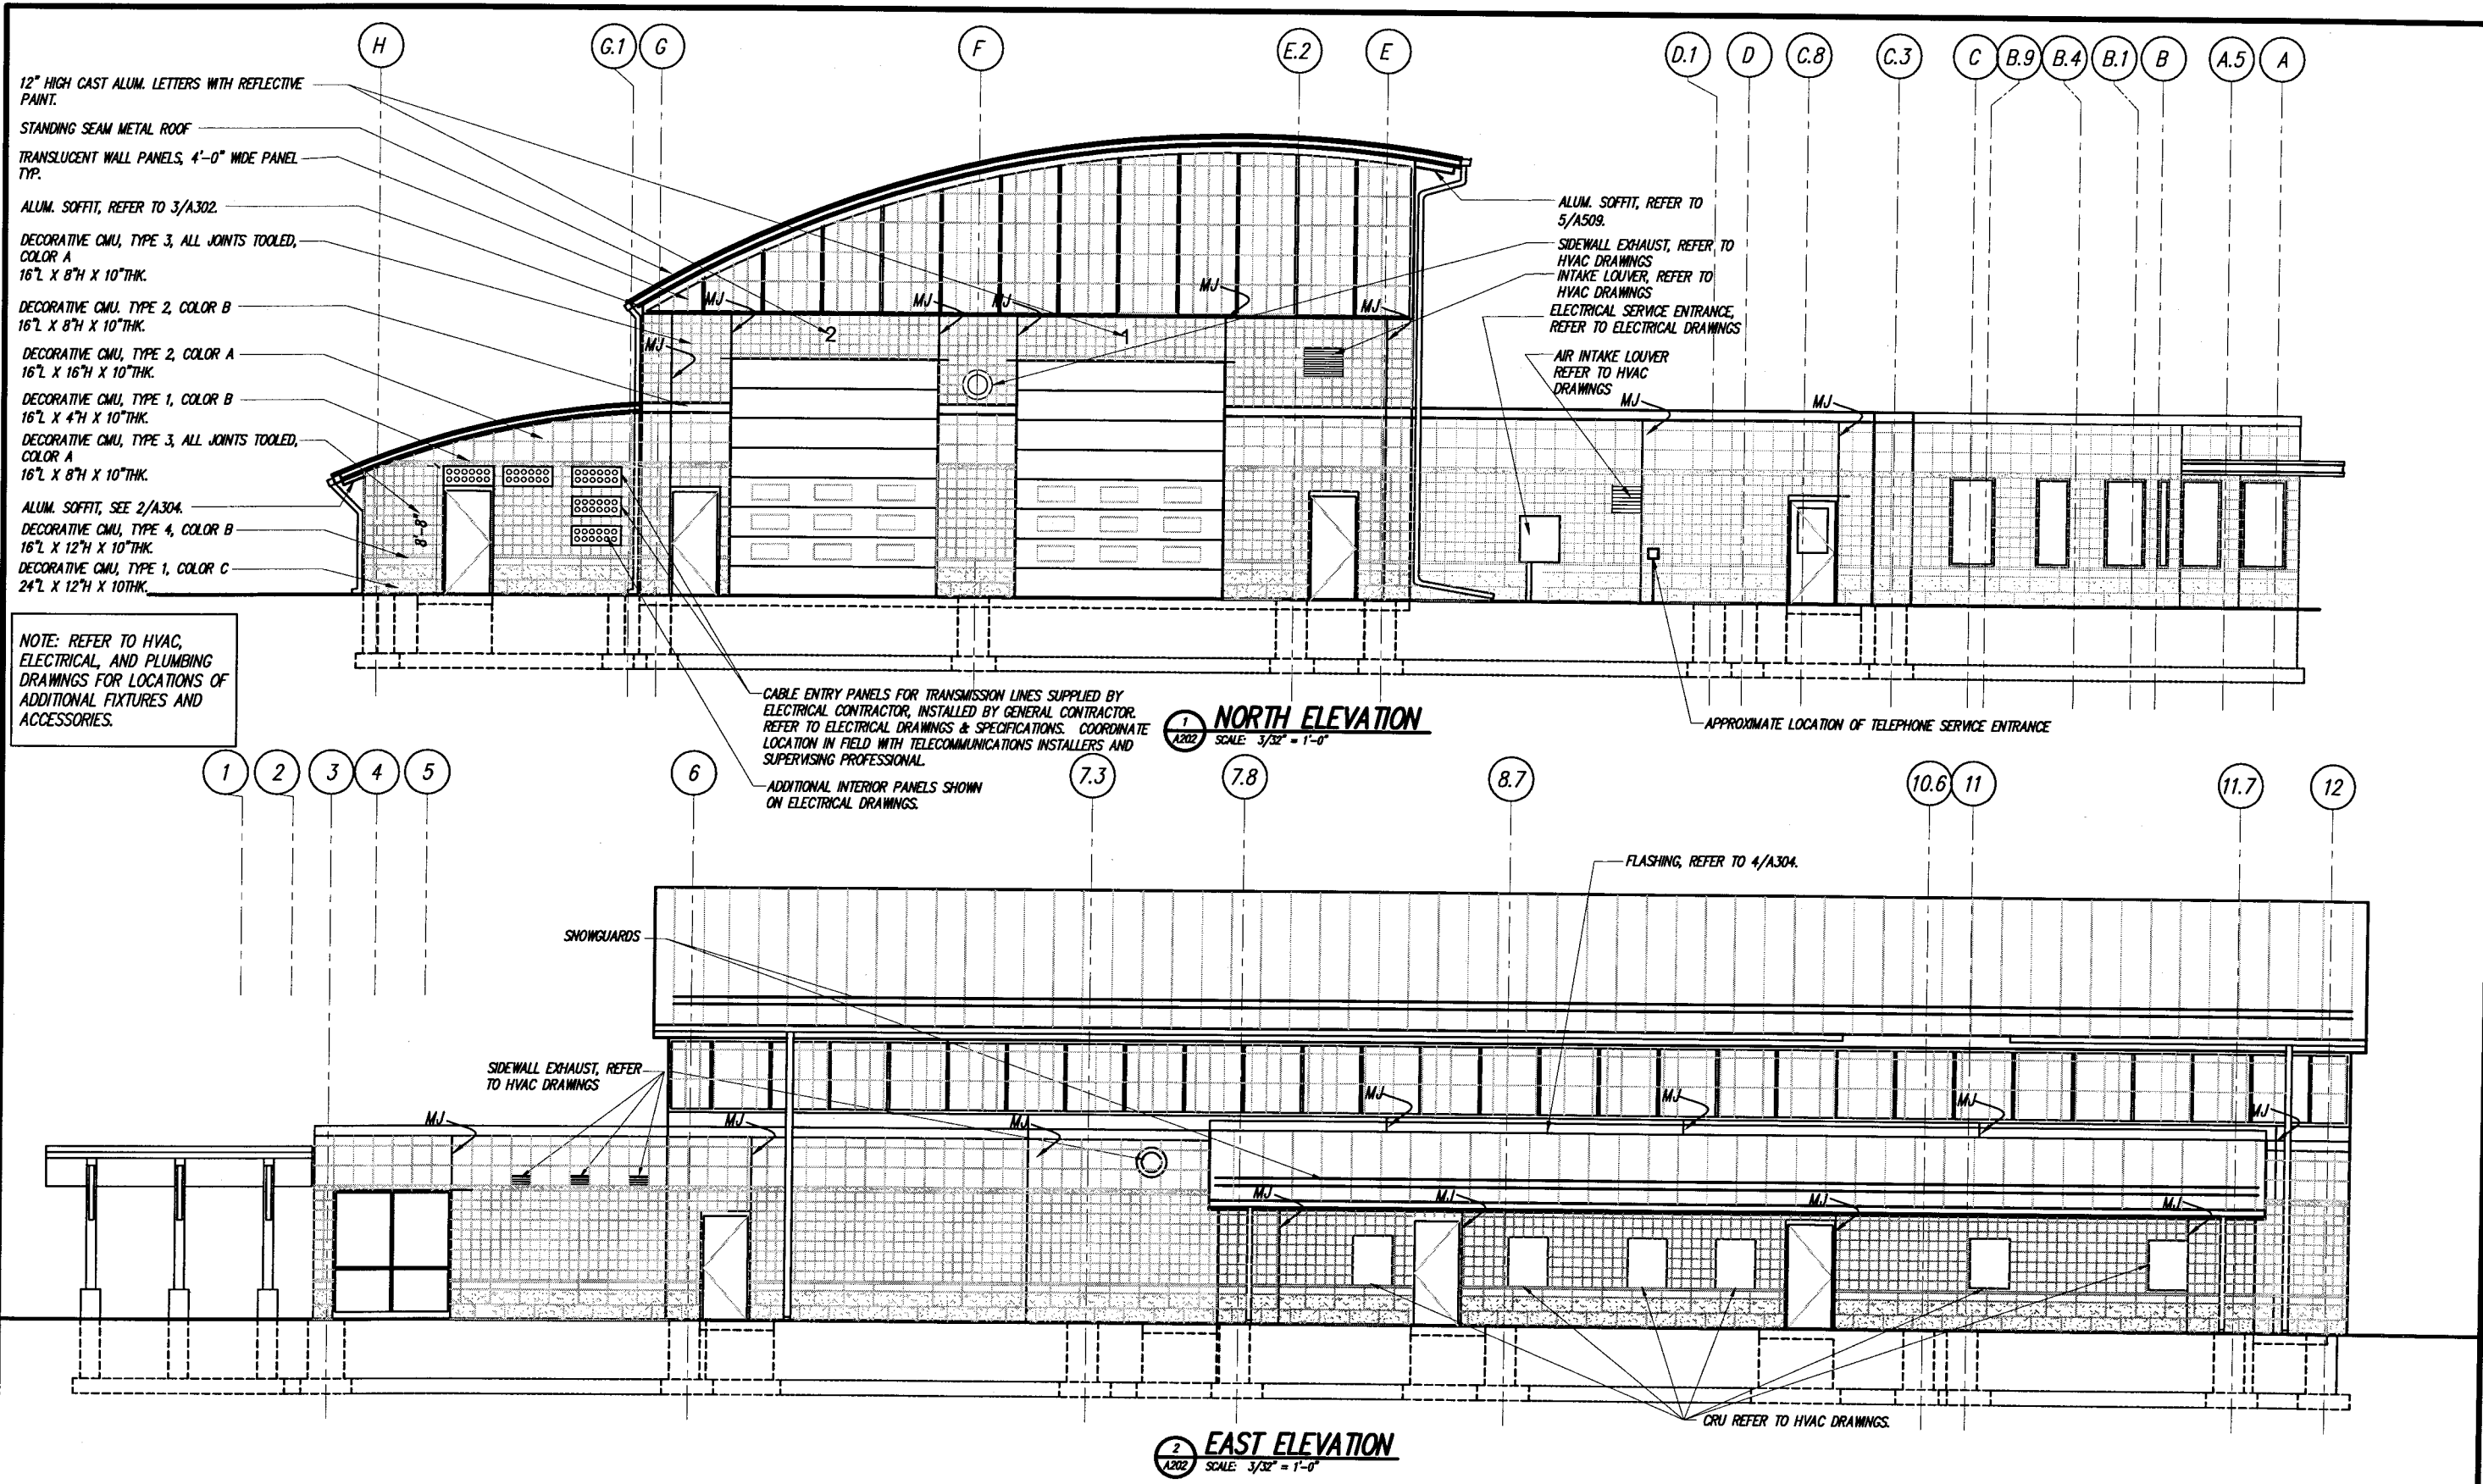 H
G.1
G
F
E.2
E
D.1
D
C.8
C.3
C
B.9
B.4
B.1
B
A.5
A
12" HIGH CAST ALUM. LETTERS WITH REFLECTIVE
PAINT.
STANDING SEAM METAL ROOF
TRANSLUCENT WALL PANELS, 4'-0" WIDE PANEL
TYP.
ALUM. SOFFIT, REFER TO 3/A302.
DECORATIVE CMU, TYPE 3, ALL JOINTS TOOLED,
COLOR A
16"L X 8"H X 10"THK.
DECORATIVE CMU. TYPE 2, COLOR B
16"L X 8"H X 10"THK.
DECORATIVE CMU, TYPE 2, COLOR A
16"L X 16"H X 10"THK.
DECORATIVE CMU, TYPE 1, COLOR B
16"L X 4"H X 10"THK.
DECORATIVE CMU, TYPE 3, ALL JOINTS TOOLED,
COLOR A
16"L X 8"H X 10"THK.
ALUM. SOFFIT, SEE 2/A304.
DECORATIVE CMU, TYPE 4, COLOR B
16"L X 12"H X 10"THK.
DECORATIVE CMU, TYPE 1, COLOR C
24"L X 12"H X 10THK.
8'-8"
MJ
MJ
MJ
MJ
MJ
MJ
2
1
ALUM. SOFFIT, REFER TO
5/A509.
SIDEWALL EXHAUST, REFER TO
HVAC DRAWINGS
INTAKE LOUVER, REFER TO
HVAC DRAWINGS
ELECTRICAL SERVICE ENTRANCE,
REFER TO ELECTRICAL DRAWINGS
AIR INTAKE LOUVER
REFER TO HVAC
DRAWINGS
MJ
MJ
NOTE: REFER TO HVAC,
ELECTRICAL, AND PLUMBING
DRAWINGS FOR LOCATIONS OF
ADDITIONAL FIXTURES AND
ACCESSORIES.
CABLE ENTRY PANELS FOR TRANSMISSION LINES SUPPLIED BY
ELECTRICAL CONTRACTOR, INSTALLED BY GENERAL CONTRACTOR.
REFER TO ELECTRICAL DRAWINGS & SPECIFICATIONS. COORDINATE
LOCATION IN FIELD WITH TELECOMMUNICATIONS INSTALLERS AND
SUPERVISING PROFESSIONAL.
ADDITIONAL INTERIOR PANELS SHOWN
ON ELECTRICAL DRAWINGS.
1
A202
NORTH ELEVATION
SCALE: 3/32" = 1'-0"
APPROXIMATE LOCATION OF TELEPHONE SERVICE ENTRANCE
1
2
3
4
5
6
7.3
7.8
8.7
10.6
11
11.7
12
FLASHING, REFER TO 4/A304.
SNOWGUARDS
SIDEWALL EXHAUST, REFER
TO HVAC DRAWINGS
MJ
MJ
MJ
MJ
MJ
MJ
MJ
MJ
MJ
MJ
MJ
CRU REFER TO HVAC DRAWINGS.
2
A202
EAST ELEVATION
SCALE: 3/32" = 1'-0"